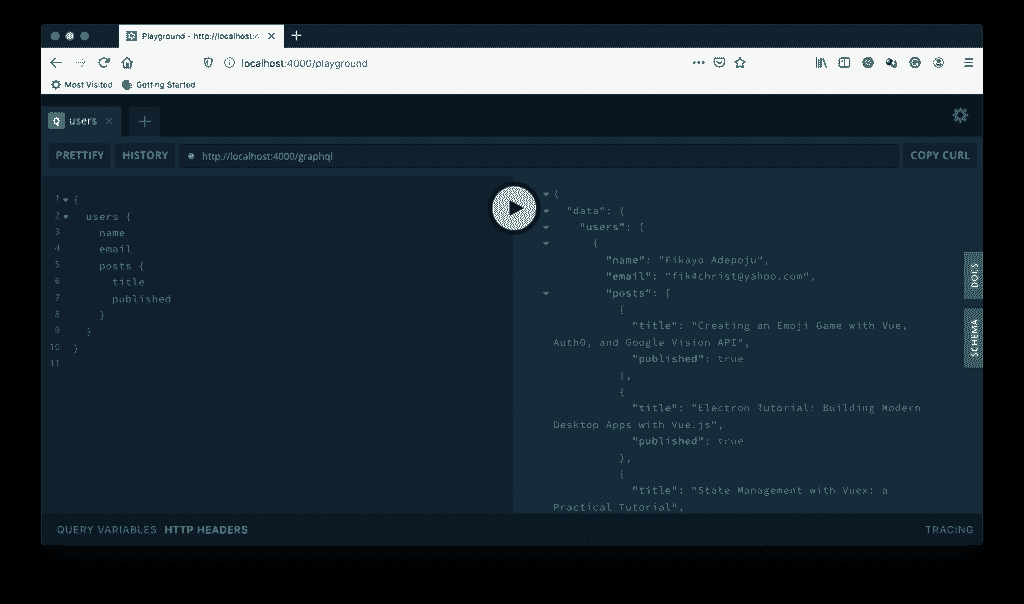 Playground - http://localhost:4
localhost:4000/playground
Most Visited Getting Started
Q users
PRETTIFY HISTORY http://localhost:4000/graphql COPY CURL
1 {
2 users {
3 name
4 email
5 posts {
6 title
7 published
8 }
9 }
10 }
11
{
"data": {
"users": [
{
"name": "Fikayo Adepoju",
"email": "fik4christ@yahoo.com",
"posts": [
{
"title": "Creating an Emoji Game with Vue,
Auth0, and Google Vision API",
"published": true
},
{
"title": "Electron Tutorial: Building Modern
Desktop Apps with Vue.js",
"published": true
},
{
"title": "State Management with Vuex: a
Practical Tutorial",
DOCS
SCHEMA
QUERY VARIABLES HTTP HEADERS TRACING